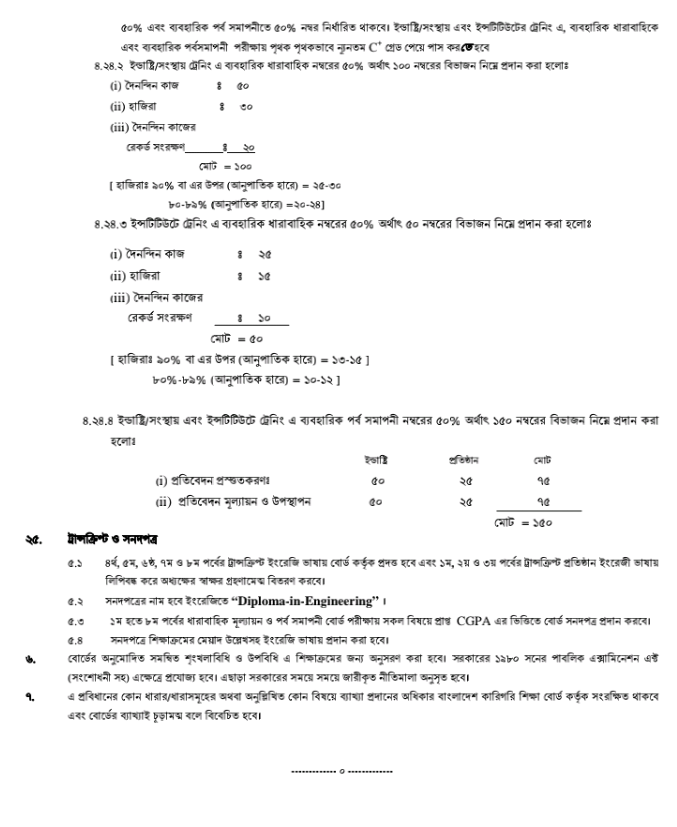 ৫০% এবং ব্যবহারিক পর্ব সমাপনীতে ৫০% নম্বর নির্ধারিত থাকবে। ইন্ডাষ্ট্রি/সংস্থায় এবং ইন্সটিটিউটের ট্রেনিং এ, ব্যবহারিক ধারাবাহিকে
এবং ব্যবহারিক পর্বসমাপনী পরীক্ষায় পৃথক পৃথকভাবে ন্যুনতম C+ গ্রেড পেয়ে পাস করতেহবে
৪.২৪.২ ইন্ডাষ্ট্রি/সংস্থায় ট্রেনিং এ ব্যবহারিক ধারাবাহিক নম্বরের ৫০% অর্থাৎ ১০০ নম্বরের বিভাজন নিম্নে প্রদান করা হলোঃ
(i) দৈনন্দিন কাজ ঃ ৫০
(ii) হাজিরা ঃ ৩০
(iii) দৈনন্দিন কাজের
রেকর্ড সংরক্ষণ ঃ ২০
মোট = ১০০
[ হাজিরাঃ ৯০% বা এর উপর (আনুপাতিক হারে) = ২৫-৩০
৮০-৮৯% (আনুপাতিক হারে) =২০-২৪]
৪.২৪.৩ ইন্সটিটিউটে ট্রেনিং এ ব্যবহারিক ধারাবাহিক নম্বরের ৫০% অর্থাৎ ৫০ নম্বরের বিভাজন নিম্নে প্রদান করা হলোঃ
(i) দৈনন্দিন কাজ ঃ ২৫
(ii) হাজিরা ঃ ১৫
(iii) দৈনন্দিন কাজের
রেকর্ড সংরক্ষণ ঃ ১০
মোট = ৫০
[ হাজিরাঃ ৯০% বা এর উপর (আনুপাতিক হারে) = ১৩-১৫ ]
৮০%-৮৯% (আনুপাতিক হারে) = ১০-১২ ]
৪.২৪.৪ ইন্ডাষ্ট্রি/সংস্থায় এবং ইন্সটিটিউটে ট্রেনিং এ ব্যবহারিক পর্ব সমাপনী নম্বরের ৫০% অর্থাৎ ১৫০ নম্বরের বিভাজন নিম্নে প্রদান করা
হলোঃ
ইন্ডাষ্ট্রি প্রতিষ্ঠান মোট
(i) প্রতিবেদন প্রস্তুতকরণঃ ৫০ ২৫ ৭৫
(ii) প্রতিবেদন মূল্যায়ন ও উপস্থাপন ৫০ ২৫ ৭৫
মোট = ১৫০
২৫. ট্রান্সক্রিপ্ট ও সনদপত্র
৫.১ ৪র্থ, ৫ম, ৬ষ্ঠ, ৭ম ও ৮ম পর্বের ট্রান্সক্রিপ্ট ইংরেজি ভাষায় বোর্ড কর্তৃক প্রদত্ত হবে এবং ১ম, ২য় ও ৩য় পর্বের ট্রান্সক্রিপ্ট প্রতিষ্ঠান ইংরেজী ভাষায়
লিপিবদ্ধ করে অধ্যক্ষের স্বাক্ষর গ্রহণামেত্ম বিতরণ করবে।
৫.২ সনদপত্রের নাম হবে ইংরেজিতে “Diploma-in-Engineering” ।
৫.৩ ১ম হতে ৮ম পর্বের ধারাবাহিক মূল্যায়ন ও পর্ব সমাপনী বোর্ড পরীক্ষায় সকল বিষয়ে প্রাপ্ত CGPA এর ভিত্তিতে বোর্ড সনদপত্র প্রদান করবে।
৫.৪ সনদপত্রে শিক্ষাক্রমের মেয়াদ উল্লেখসহ ইংরেজি ভাষায় প্রদান করা হবে।
৬. বোর্ডের অনুমোদিত সমন্বিত শৃংখলাবিধি ও উপবিধি এ শিক্ষাক্রমের জন্য অনুসরণ করা হবে। সরকারের ১৯৮০ সনের পাবলিক এক্সামিনেশন এক্ট
(সংশোধনী সহ) এক্ষেত্রে প্রযোজ্য হবে। এছাড়া সরকারের সময়ে সময়ে জারীকৃত নীতিমালা অনুসৃত হবে।
৭. এ প্রবিধানের কোন ধারার/ধারাসমূহের অথবা অনুল্লিখিত কোন বিষয়ে ব্যাখ্যা প্রদানের অধিকার বাংলাদেশ কারিগরি শিক্ষা বোর্ড কর্তৃক সংরক্ষিত থাকবে
এবং বোর্ডের ব্যাখ্যাই চূড়ামত্ম বলে বিবেচিত হবে।
------------- ০ -------------